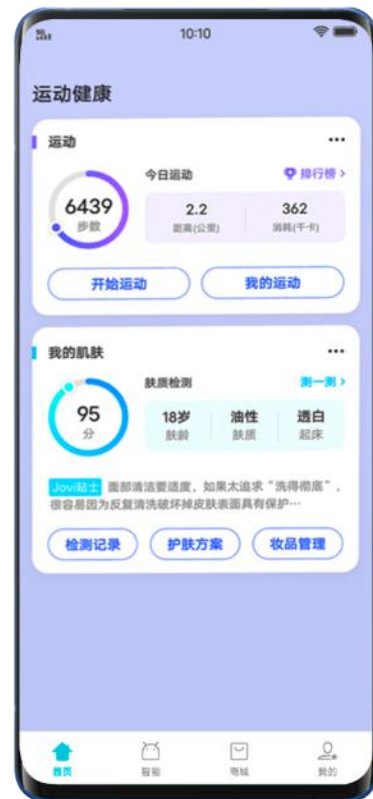 5G
10:10
运动健康
运动
今日运动
排行榜 >
6439
步数
2.2
距离(公里)
362
消耗(千卡)
开始运动
我的运动
我的肌肤
肤质检测
测一测 >
95
分
18岁
肤龄
油性
肤质
透白
起床
Jovi贴士 面部清洁要适度，如果太追求“洗得彻底”，
很容易因为反复清洗破坏掉皮肤表面具有保护…
检测记录
护肤方案
妆品管理
首页
智能
商城
我的